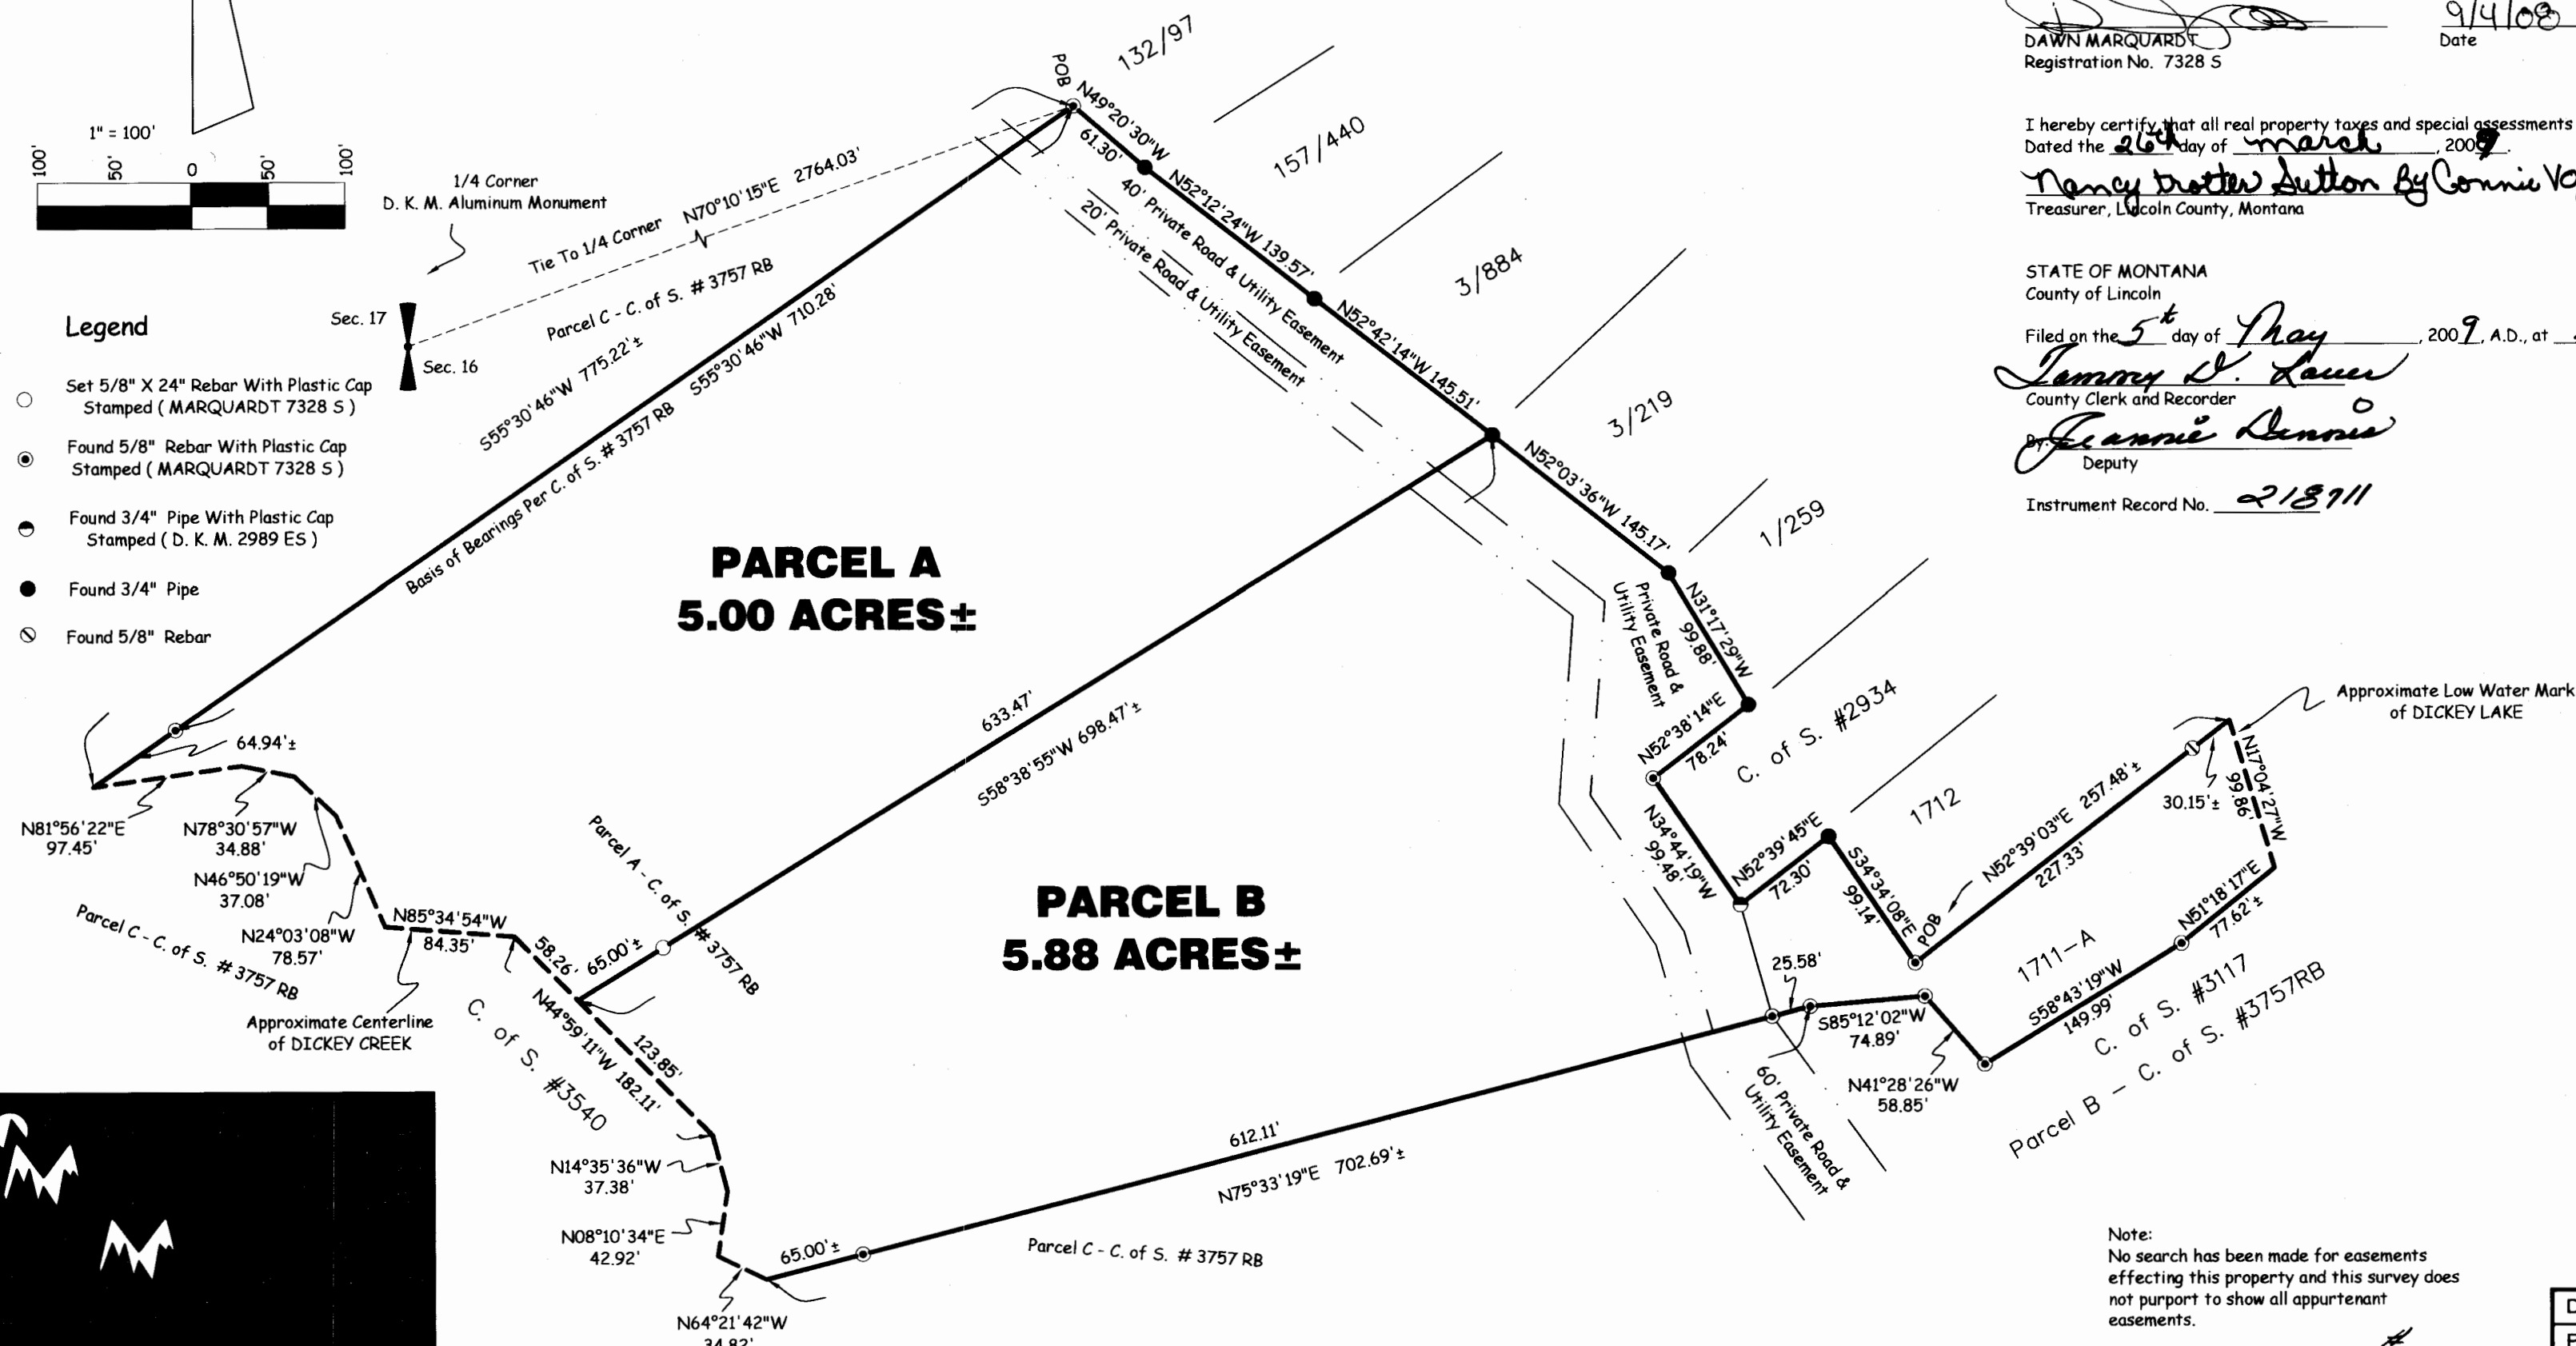 1" = 100'
100'
50'
0
50'
100'
1/4 Corner
D. K. M. Aluminum Monument
Tie To 1/4 Corner N70°10'15"E 2764.03'
Parcel C - C. of S. # 3757 RB
S55°30'46"W 775.22'±
Basis of Bearings Per C. of S. # 3757 RB S55°30'46"W 710.28'
Sec. 17
Sec. 16
Legend
Set 5/8" X 24" Rebar With Plastic Cap
Stamped ( MARQUARDT 7328 S )
Found 5/8" Rebar With Plastic Cap
Stamped ( MARQUARDT 7328 S )
Found 3/4" Pipe With Plastic Cap
Stamped ( D. K. M. 2989 ES )
Found 3/4" Pipe
Found 5/8" Rebar
POB
132/97
N49°20'30"W
61.30'
157/440
N52°12'24"W 139.57'
40' Private Road & Utility Easement
20' Private Road & Utility Easement
3/884
N52°42'14"W 145.51'
3/219
N52°03'36"W 145.17'
1/259
N31°17'29"W
99.88'
Private Road &
Utility Easement
N52°38'14"E
78.24'
C. of S. #2934
N34°44'19"W
99.48'
N52°39'45"E
72.30'
1712
S34°34'08"E
99.14'
POB
N52°39'03"E 257.48'±
227.33'
30.15'±
N17°04'27"W
99.86'
Approximate Low Water Mark
of DICKEY LAKE
N51°18'17"E
77.62'±
1711-A
S58°43'19"W
149.99'
C. of S. #3117
Parcel B - C. of S. #3757RB
25.58'
S85°12'02"W
74.89'
N41°28'26"W
58.85'
60' Private Road &
Utility Easement
PARCEL A
5.00 ACRES±
633.47'
S58°38'55"W 698.47'±
PARCEL B
5.88 ACRES±
64.94'±
N81°56'22"E
97.45'
N78°30'57"W
34.88'
N46°50'19"W
37.08'
N24°03'08"W
78.57'
Parcel C - C. of S. # 3757 RB
N85°34'54"W
84.35'
Approximate Centerline
of DICKEY CREEK
Parcel A - C. of S. # 3757 RB
58.26'
65.00'±
N44°59'11"W 182.11'
123.85'
C. of S. #3540
N14°35'36"W
37.38'
N08°10'34"E
42.92'
N64°21'42"W
34.82'
65.00'±
612.11'
N75°33'19"E 702.69'±
Parcel C - C. of S. # 3757 RB
9/4/08
DAWN MARQUARDT
Date
Registration No. 7328 S
I hereby certify that all real property taxes and special assessments
Dated the 26th day of March, 2009.
Nancy Trotter Sutton By Connie
Treasurer, Lincoln County, Montana
STATE OF MONTANA
County of Lincoln
Filed on the 5th day of May, 2009, A.D., at
Tammy D. Lauer
County Clerk and Recorder
By: Jeannie Dennis
Deputy
Instrument Record No. 218711
Note:
No search has been made for easements
effecting this property and this survey does
not purport to show all appurtenant
easements.